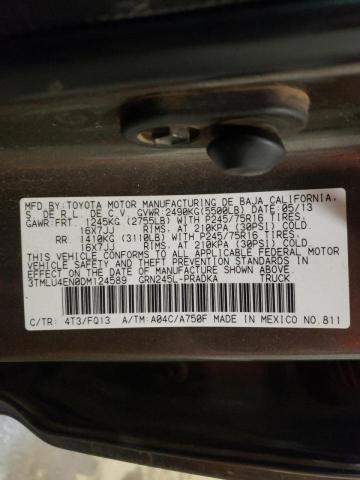 MFD.BY:TOYOTA MOTOR MANUFACTURING DE BAJA CALIFORNIA,
S. DE R.L. DE C.V. GVWR:2490KG(5500LB) DATE:05/13
GAWR:FRT: 1245KG (2755LB) WITH P245/75R16 TIRES,
16X7JJ RIMS. AT 210KPA (30PSI) COLD.
RR: 1410KG (3110LB) WITH P245/75R16 TIRES,
16X7JJ RIMS. AT 210KPA (30PSI) COLD.
THIS VEHICLE CONFORMS TO ALL APPLICABLE FEDERAL MOTOR
VEHICLE SAFETY AND THEFT PREVENTION STANDARDS IN
EFFECT ON THE DATE OF MANUFACTURE SHOWN ABOVE.
3TMLU4EN0DM124589 GRN245L-PRADKA TRUCK
C/TR: 4T3/FQ13 A/TM:A04C/A750F MADE IN MEXICO NO.811